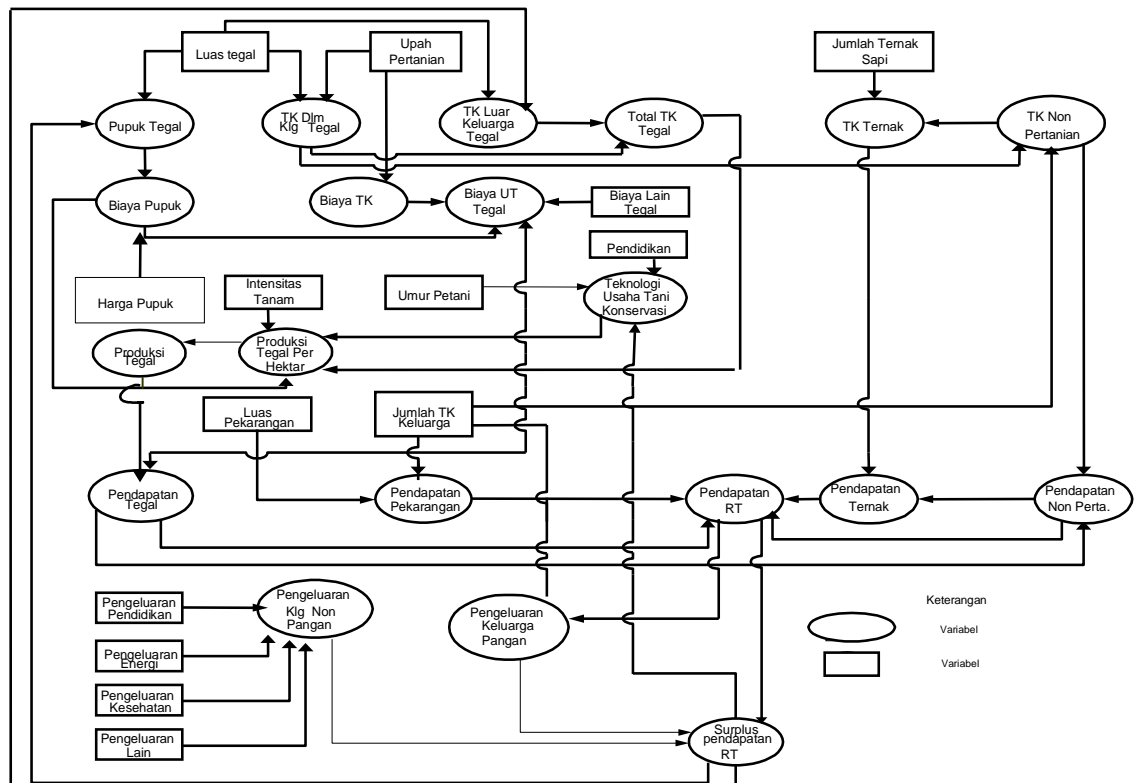 Luas tegal
Upah
Pertanian
Jumlah Ternak
Sapi
Pupuk Tegal
TK Dlm
Klg Tegal
TK Luar
Keluarga
Tegal
Total TK
Tegal
TK Ternak
TK Non
Pertanian
Biaya Pupuk
Biaya TK
Biaya UT
Tegal
Biaya Lain
Tegal
Pendidikan
Harga Pupuk
Intensitas
Tanam
Umur Petani
Teknologi
Usaha Tani
Konservasi
Produksi
Tegal
Produksi
Tegal Per
Hektar
Luas
Pekarangan
Jumlah TK
Keluarga
Pendapatan
Tegal
Pendapatan
Pekarangan
Pendapatan
RT
Pendapatan
Ternak
Pendapatan
Non Perta.
Pengeluaran
Pendidikan
Pengeluaran
Klg Non
Pangan
Pengeluaran
Keluarga
Pangan
Keterangan
Variabel
Variabel
Pengeluaran
Energi
Pengeluaran
Kesehatan
Pengeluaran
Lain
Surplus
pendapatan
RT